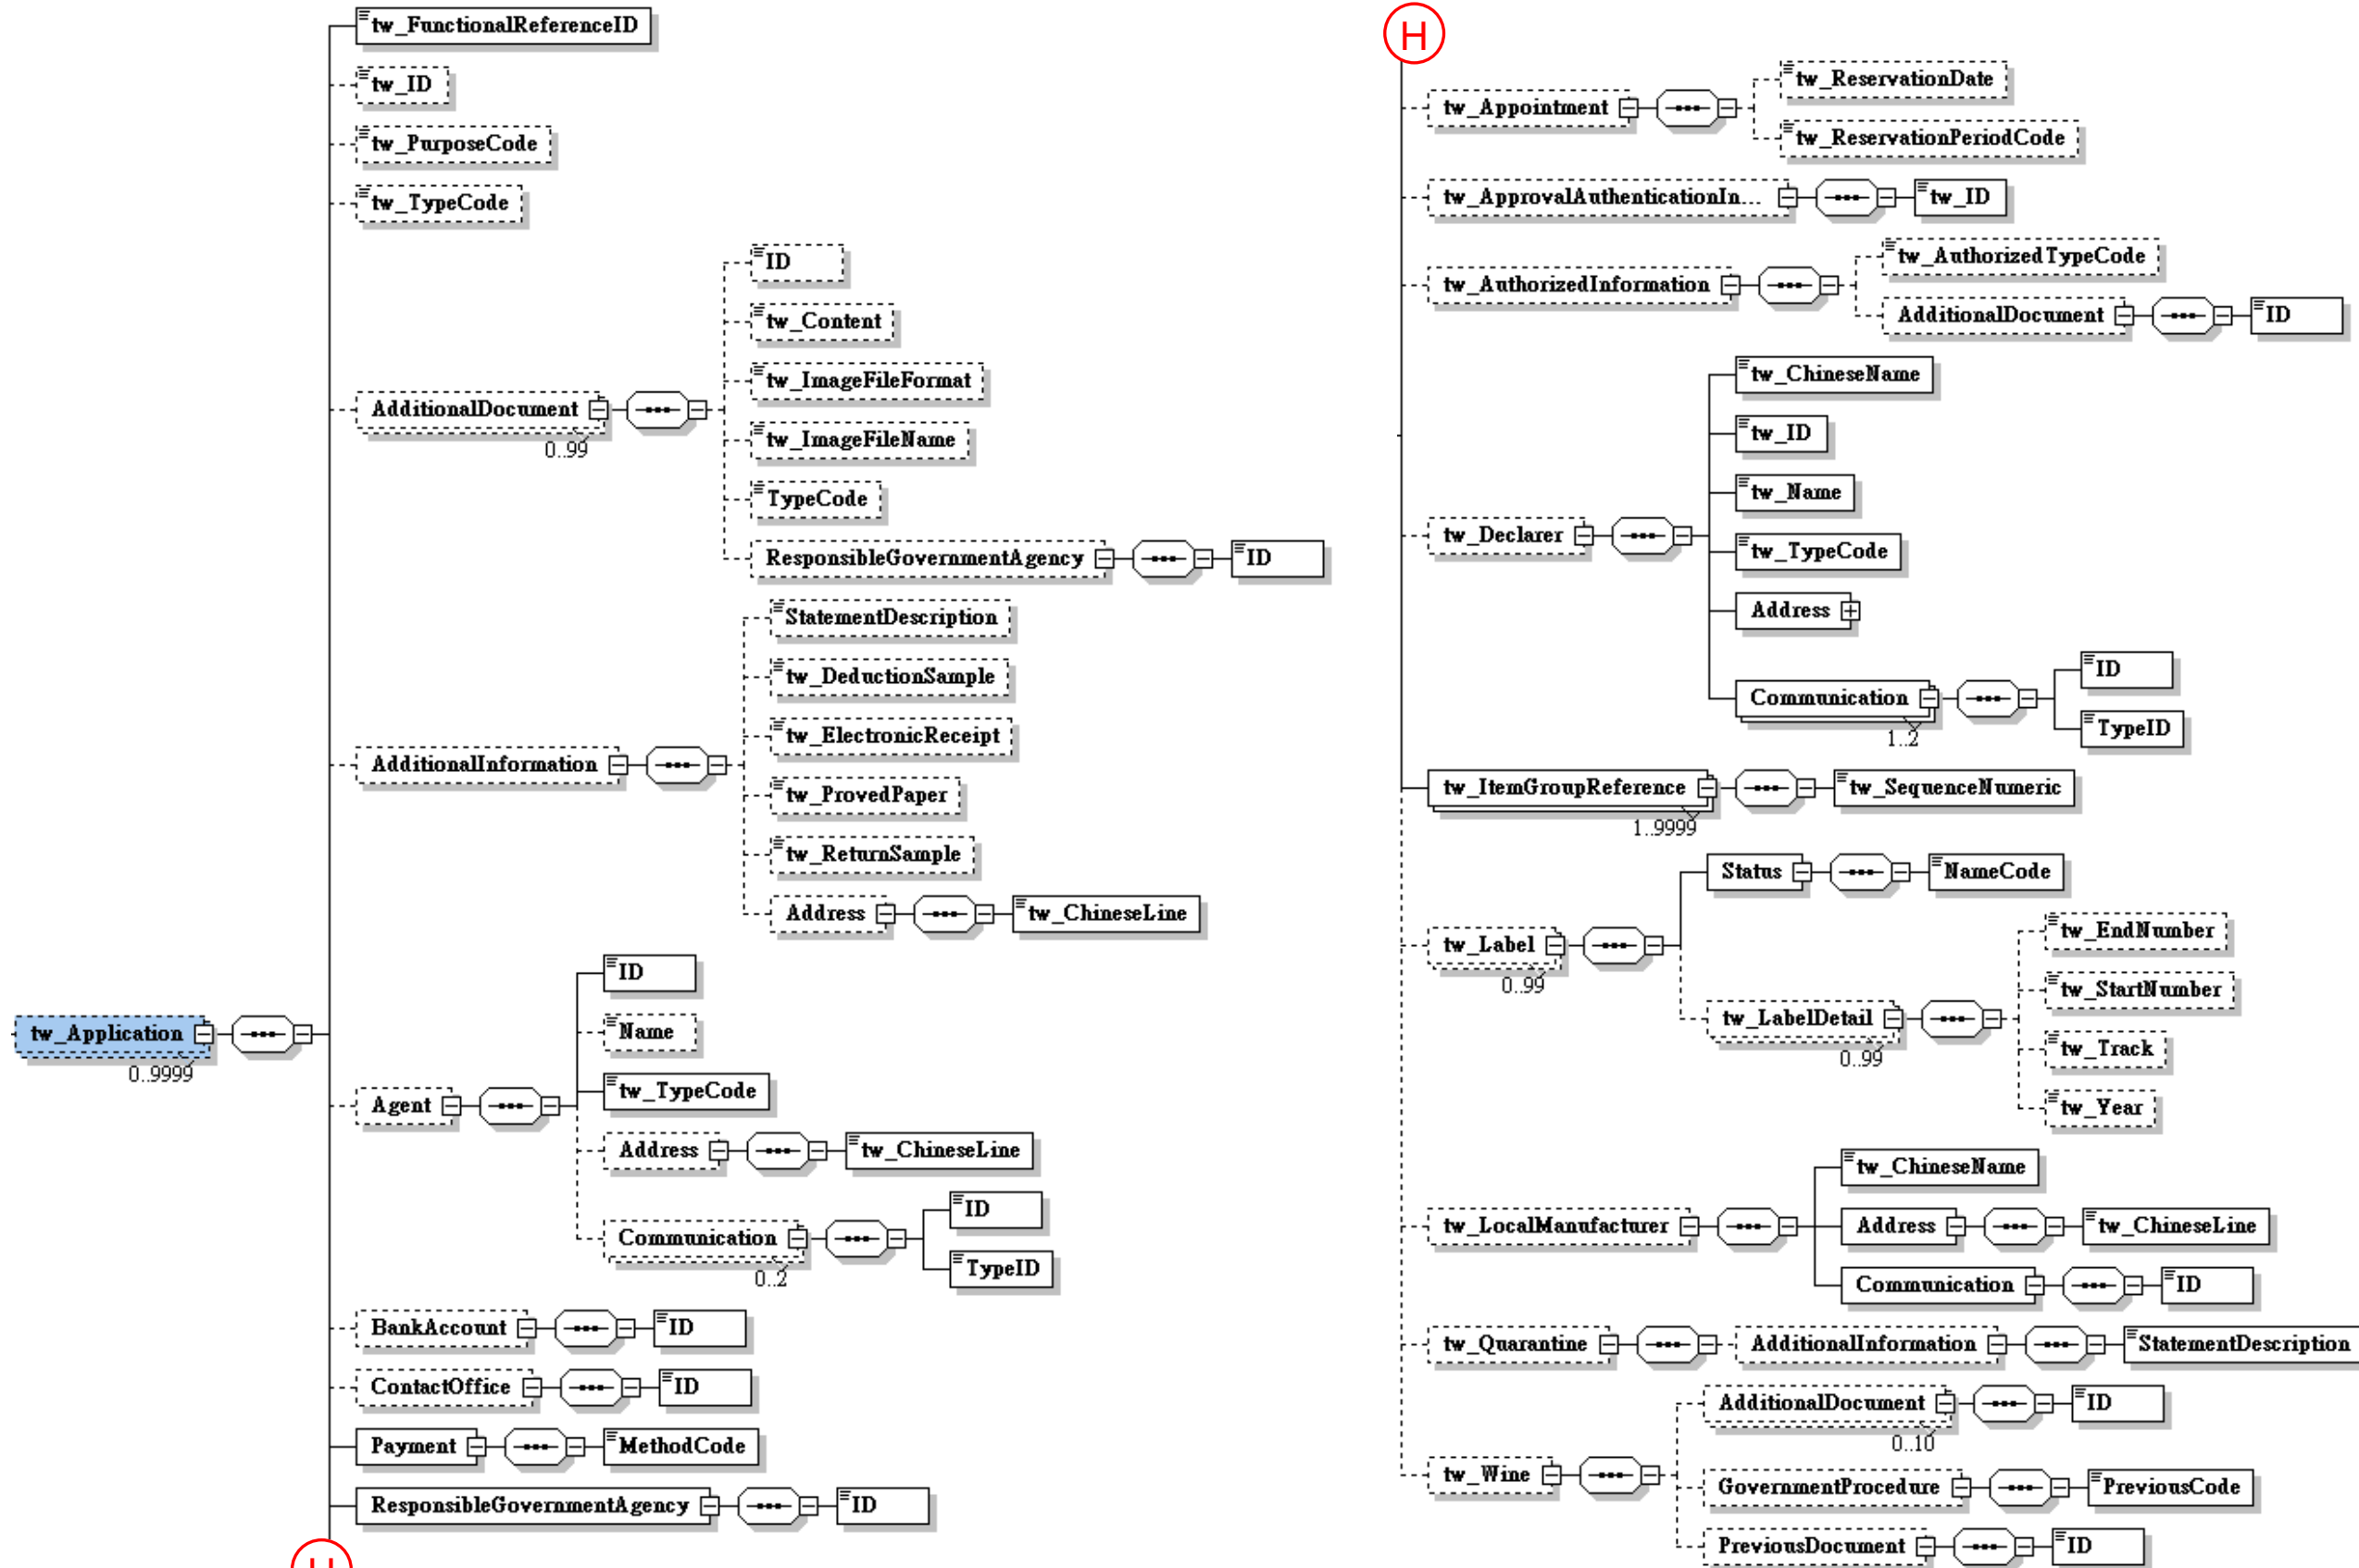 tw_FunctionalReferenceID
tw_ID
tw_PurposeCode
tw_TypeCode
ID
tw_Content
tw_ImageFileFormat
AdditionalDocument
0..99
tw_ImageFileName
TypeCode
ResponsibleGovernmentAgency
ID
StatementDescription
tw_DeductionSample
tw_ElectronicReceipt
AdditionalInformation
tw_ProvedPaper
tw_ReturnSample
Address
tw_ChineseLine
ID
Name
tw_Application
0..9999
tw_TypeCode
Agent
Address
tw_ChineseLine
ID
Communication
0..2
TypeID
BankAccount
ID
ContactOffice
ID
Payment
MethodCode
ResponsibleGovernmentAgency
ID
H
H
tw_ReservationDate
tw_Appointment
tw_ReservationPeriodCode
tw_ApprovalAuthenticationIn...
tw_ID
tw_AuthorizedTypeCode
tw_AuthorizedInformation
AdditionalDocument
ID
tw_ChineseName
tw_ID
tw_Name
tw_Declarer
tw_TypeCode
Address
ID
Communication
1..2
TypeID
tw_ItemGroupReference
1..9999
tw_SequenceNumeric
Status
NameCode
tw_Label
0..99
tw_EndNumber
tw_StartNumber
tw_LabelDetail
0..99
tw_Track
tw_Year
tw_ChineseName
tw_LocalManufacturer
Address
tw_ChineseLine
Communication
ID
tw_Quarantine
AdditionalInformation
StatementDescription
AdditionalDocument
0..10
ID
tw_Wine
GovernmentProcedure
PreviousCode
PreviousDocument
ID